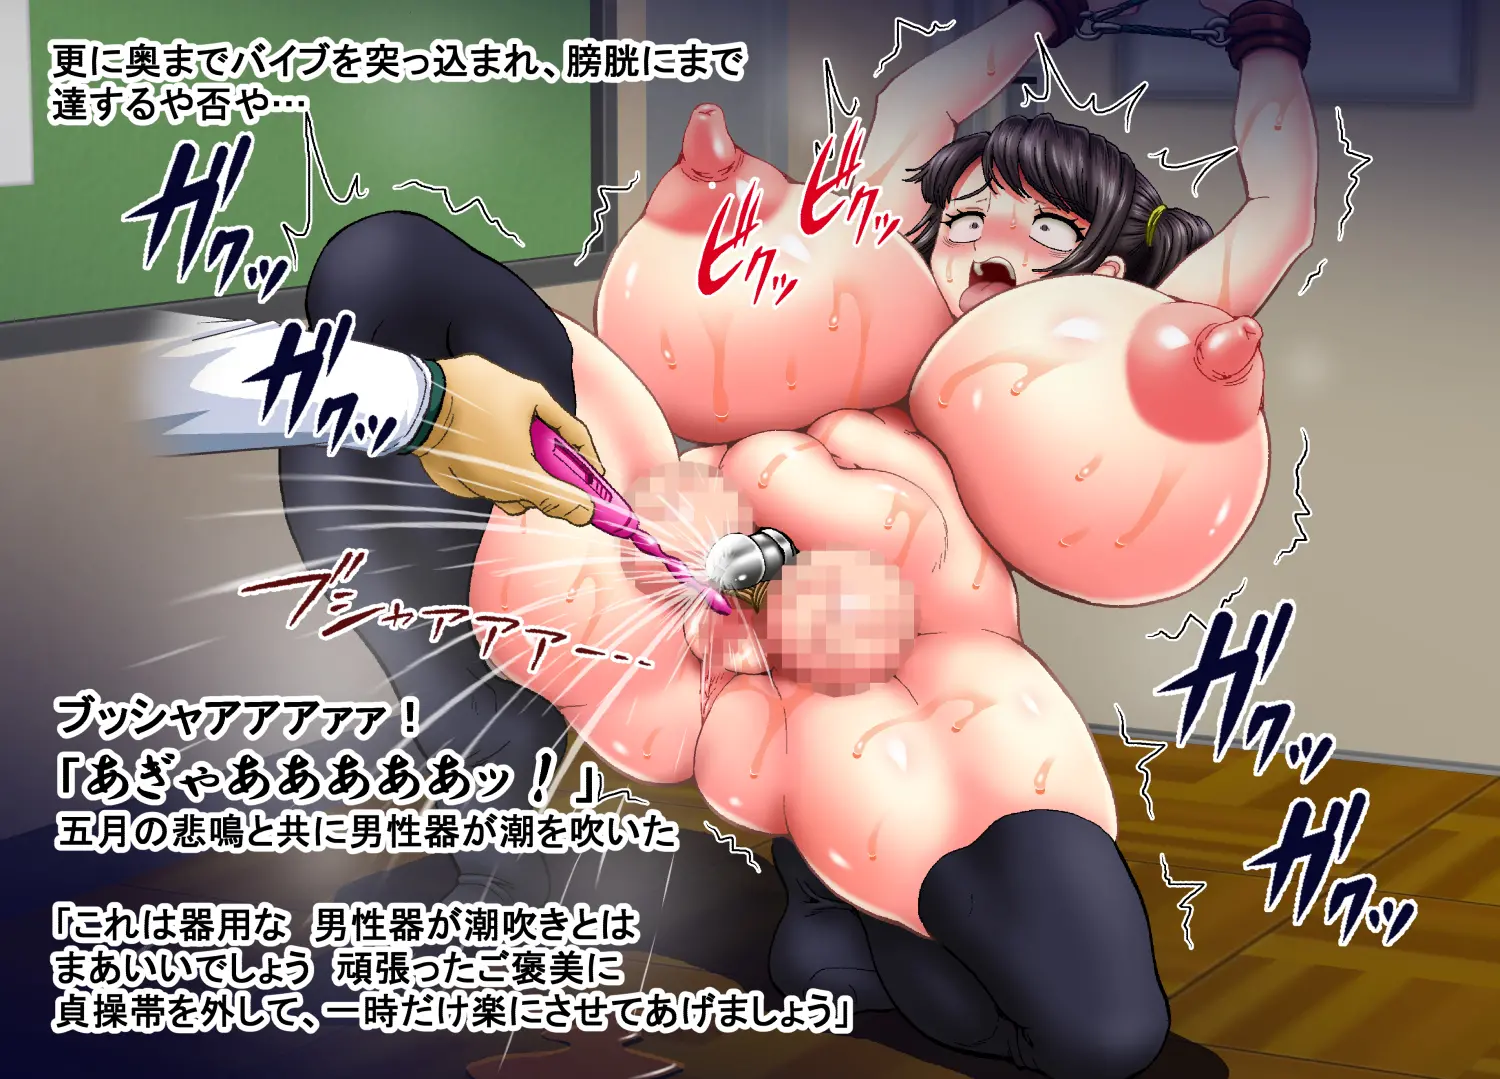 更に奥までバイブを突っ込まれ、膀胱にまで
達するや否や…
ガクッ
ビクッ
ビクッ
ガクッ
ブシャァァァァー…
ブッシャアアアァァ！
「あぎゃああああああッ！」
五月の悲鳴と共に男性器が潮を吹いた
ガクッ
ガクッ
「これは器用な　男性器が潮吹きとは
まあいいでしょう　頑張ったご褒美に
貞操帯を外して、一時だけ楽にさせてあげましょう」